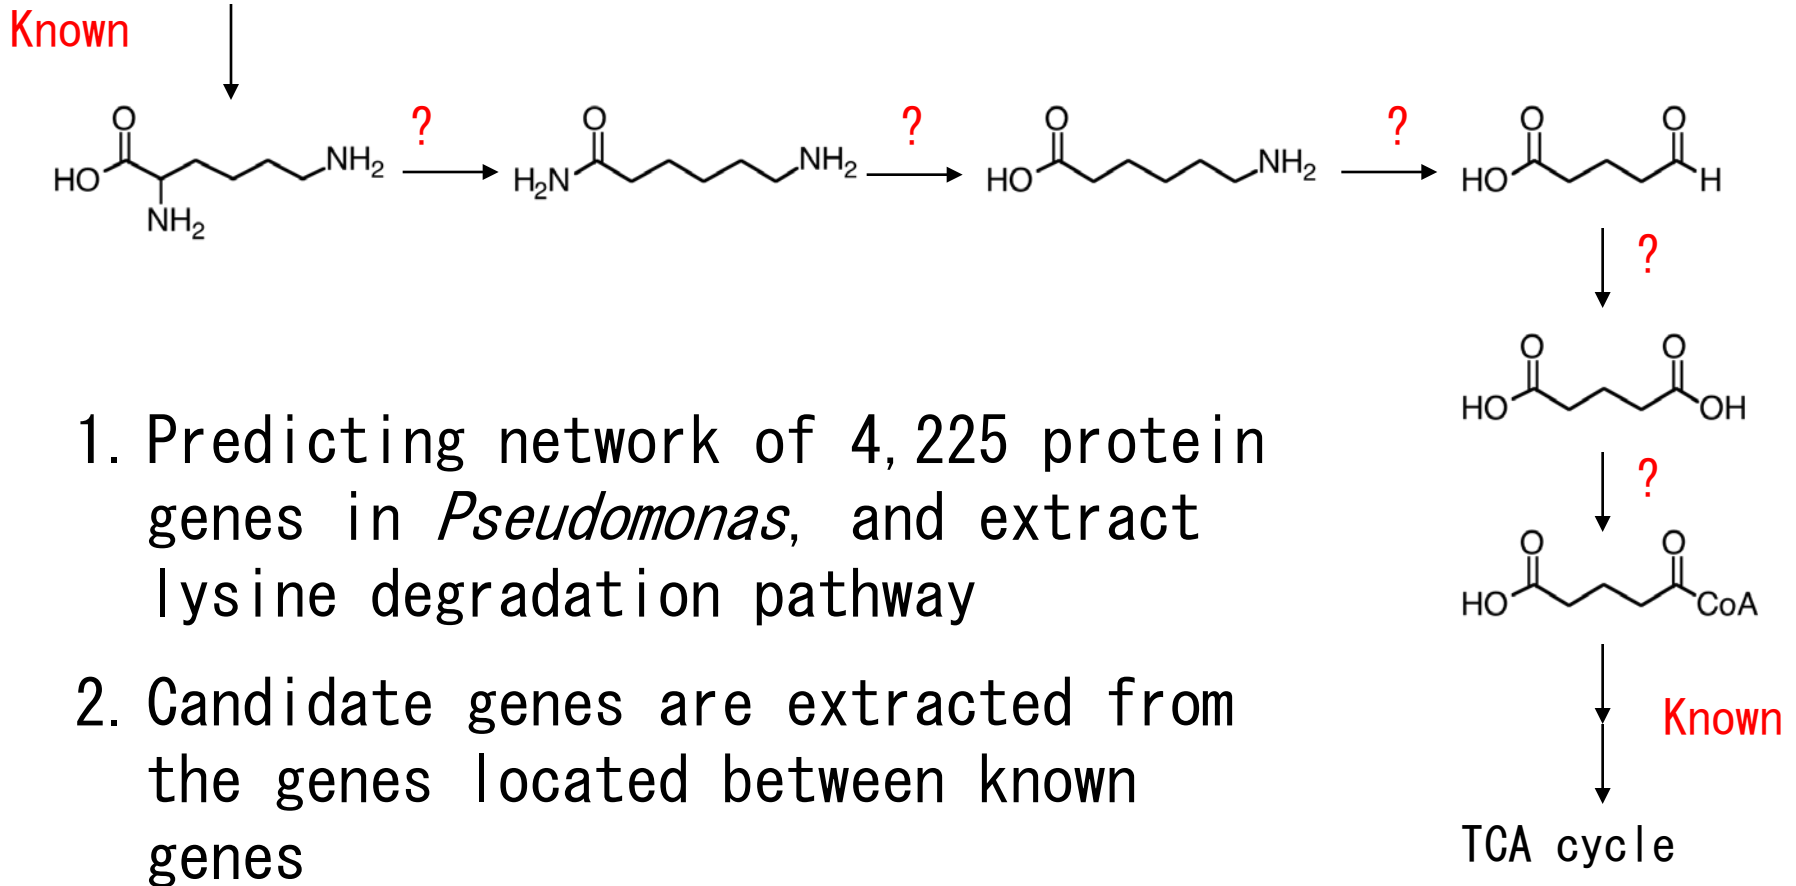 Known
O ? O ? O ? O O
HO NH2 H2N NH2 HO NH2 HO H
NH2
?
O O
HO OH
1. Predicting network of 4,225 protein
?
genes in Pseudomonas, and extract
O O
lysine degradation pathway
HO CoA
2. Candidate genes are extracted from
Known
the genes located between known
genes
TCA cycle